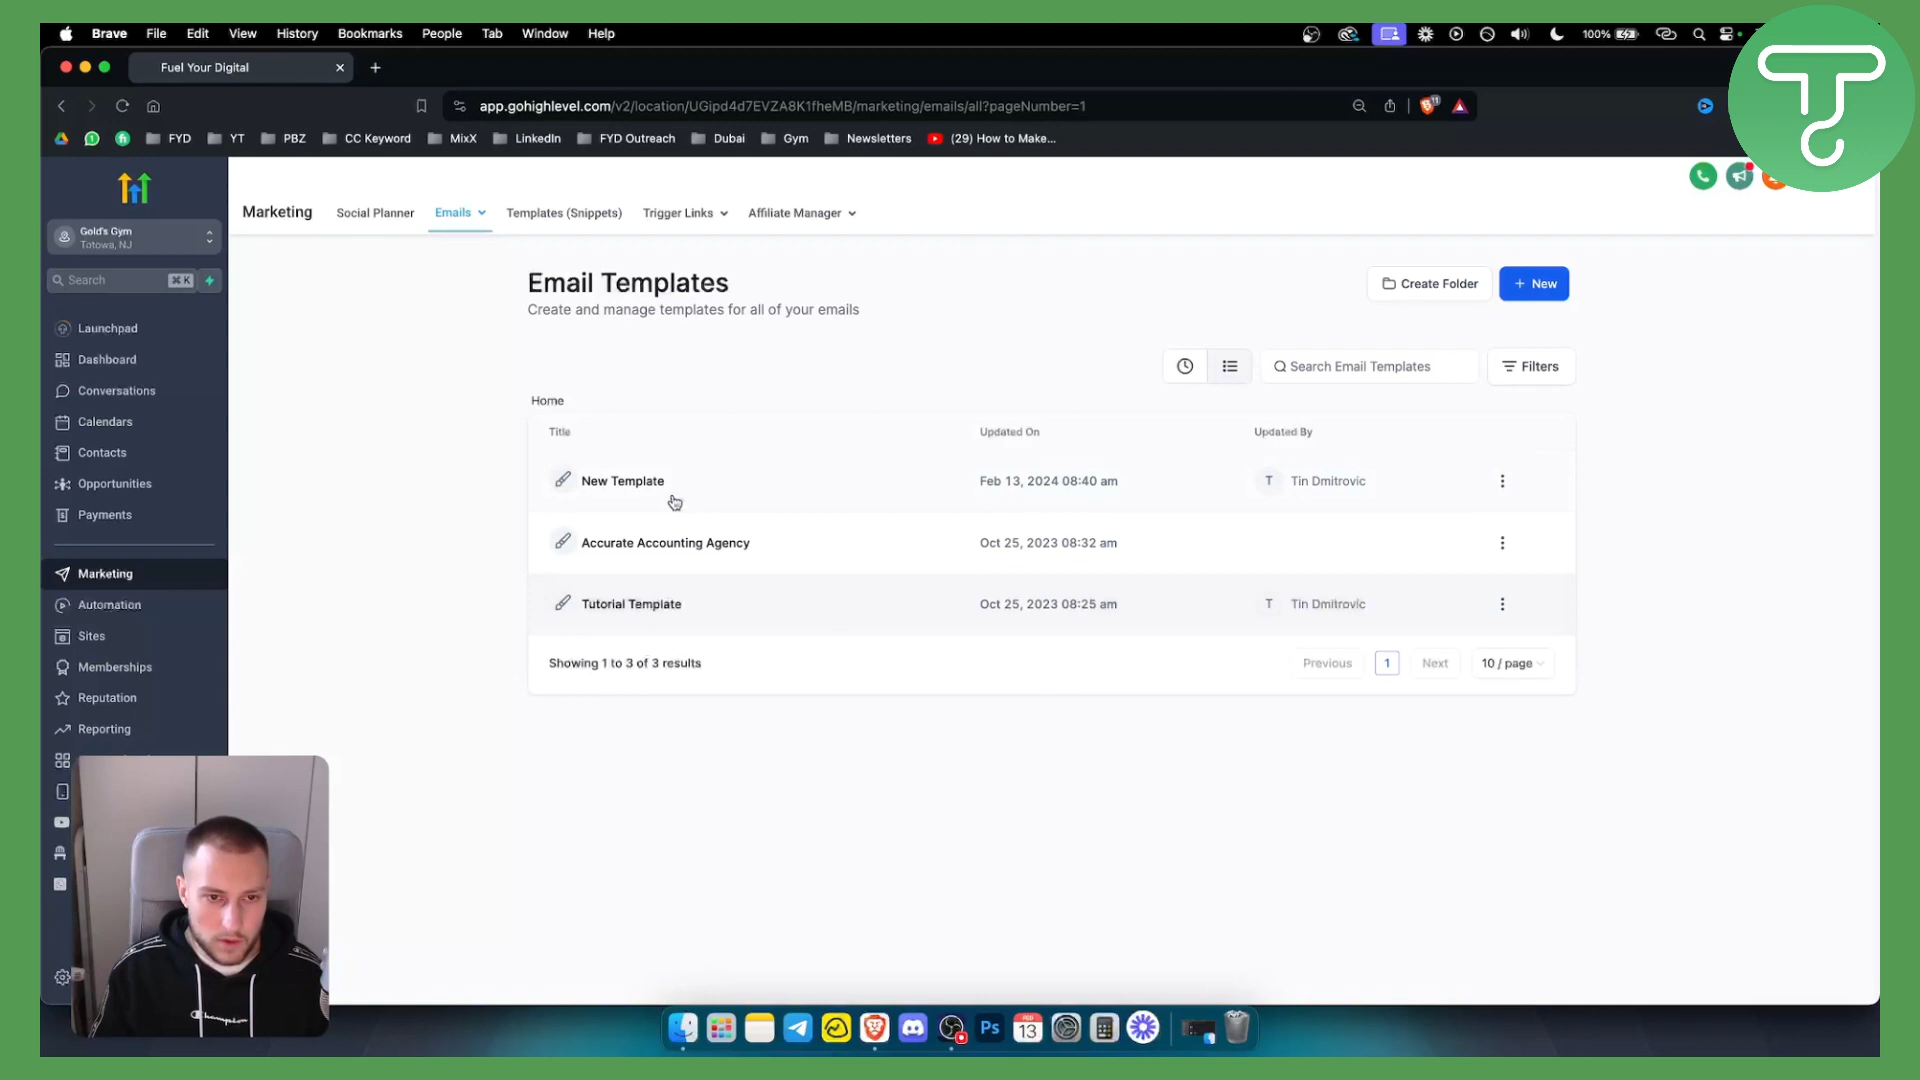 Brave File Edit View History Bookmarks People Tab Window Help 100%
Fuel Your Digital
app.gohighlevel.com/v2/location/UGipd4d7EVZA8K1fheMB/marketing/emails/all?pageNumber=1 11
FYD YT PBZ CC Keyword MixX LinkedIn FYD Outreach Dubai Gym Newsletters (29) How to Make...
Marketing Social Planner Emails Templates (Snippets) Trigger Links Affiliate Manager
Gold's Gym
Totowa, NJ
Search ⌘ K
Launchpad
Dashboard
Conversations
Calendars
Contacts
Opportunities
Payments
Marketing
Automation
Sites
Memberships
Reputation
Reporting
Email Templates
Create and manage templates for all of your emails
Create Folder
+ New
Search Email Templates
Filters
Home
Title Updated On Updated By
New Template Feb 13, 2024 08:40 am T Tin Dmitrovic
Accurate Accounting Agency Oct 25, 2023 08:32 am
Tutorial Template Oct 25, 2023 08:25 am T Tin Dmitrovic
Showing 1 to 3 of 3 results Previous 1 Next 10 / page
Champion
Ps
FEB
13